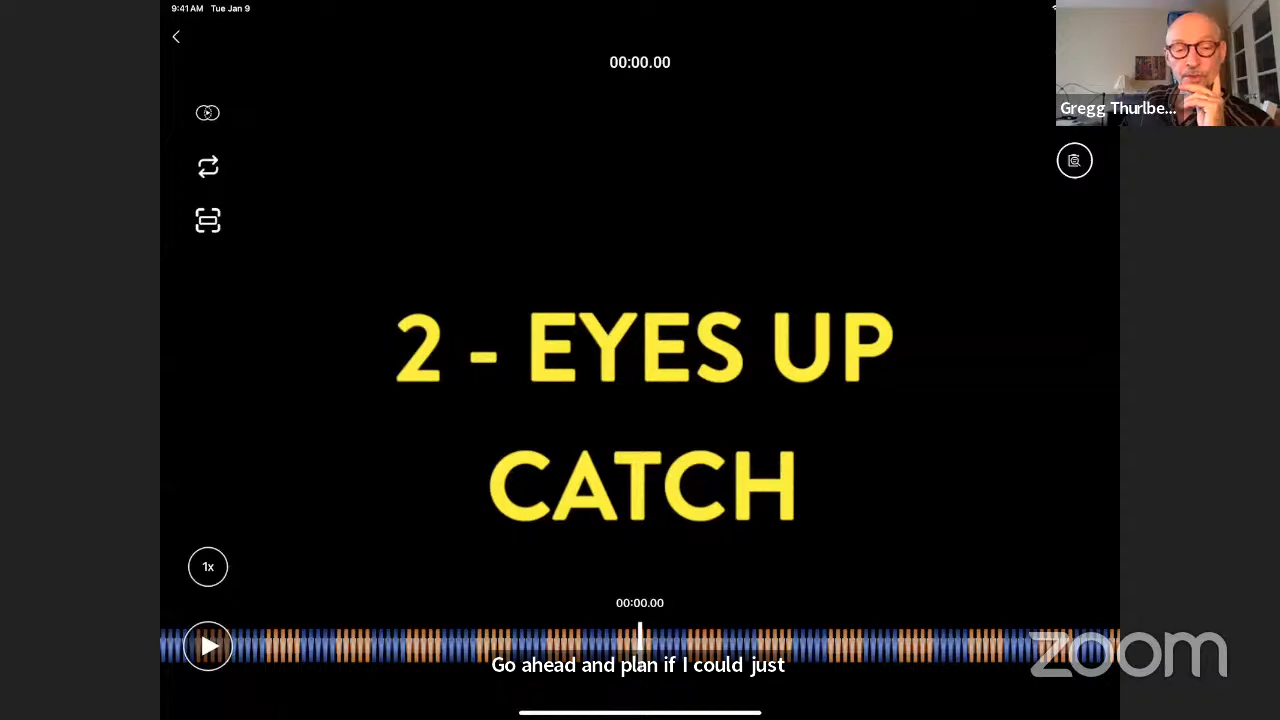 9:41 AM Tue Jan 9
00:00.00
Gregg Thurlbe...
2 - EYES UP
CATCH
1x
00:00.00
zoom
Go ahead and plan if I could just